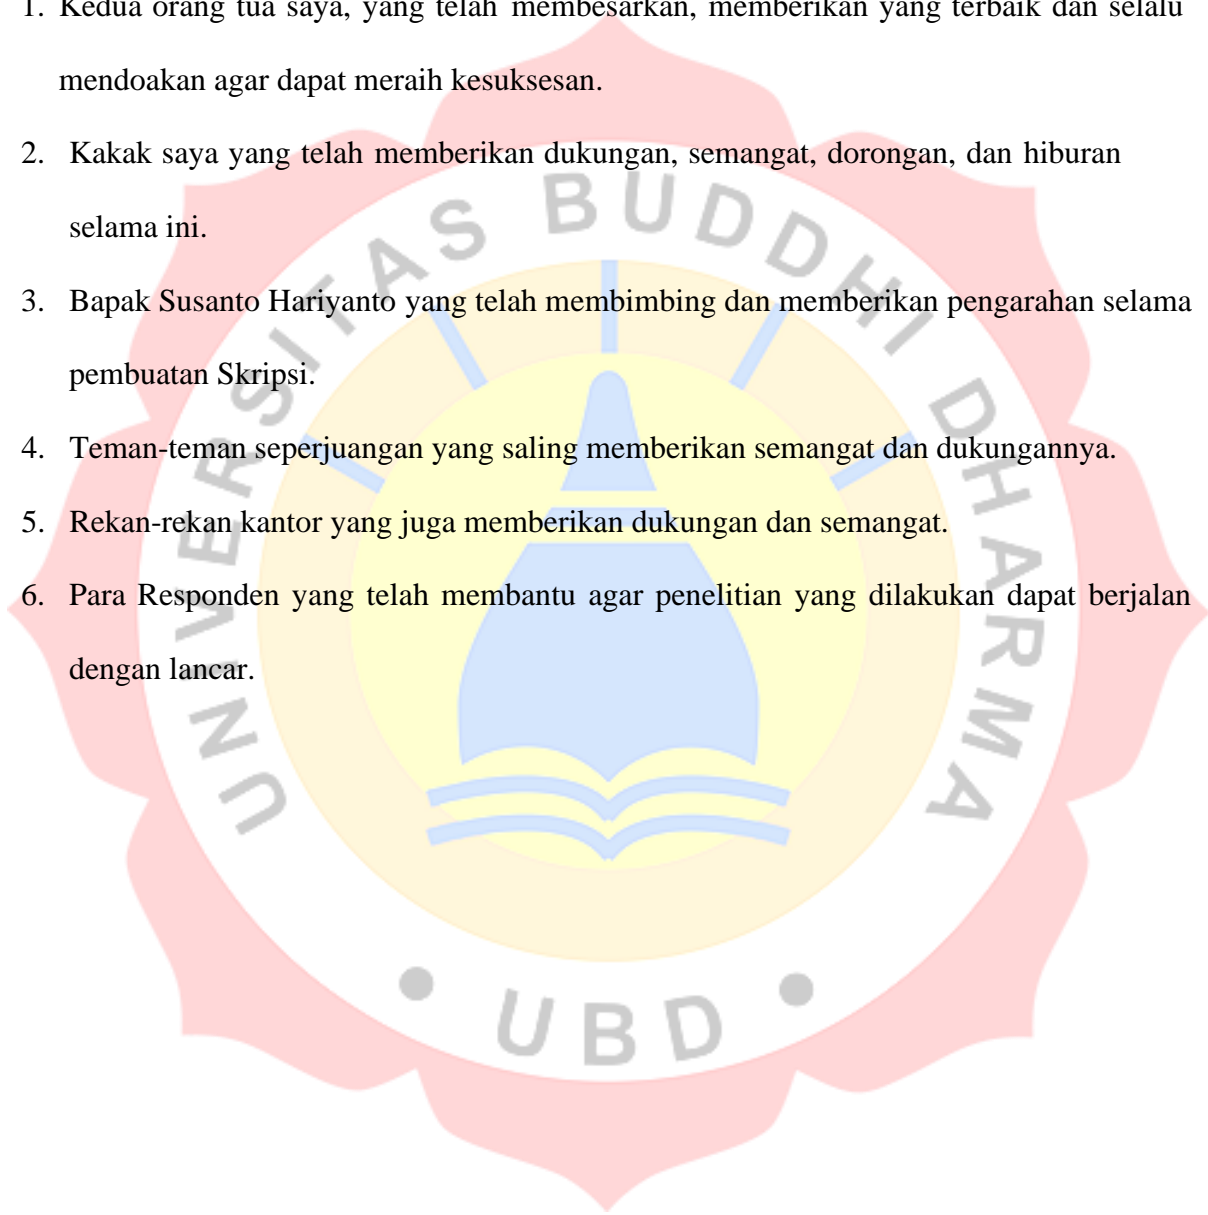 1. Kedua orang tua saya, yang telah membesarkan, memberikan yang terbaik dan selalu
mendoakan agar dapat meraih kesuksesan.
2. Kakak saya yang telah memberikan dukungan, semangat, dorongan, dan hiburan
selama ini.
3. Bapak Susanto Hariyanto yang telah membimbing dan memberikan pengarahan selama
pembuatan Skripsi.
4. Teman-teman seperjuangan yang saling memberikan semangat dan dukungannya.
5. Rekan-rekan kantor yang juga memberikan dukungan dan semangat.
6. Para Responden yang telah membantu agar penelitian yang dilakukan dapat berjalan
dengan lancar.
UNIVERSITAS BUDDHI DHARMA
• UBD •